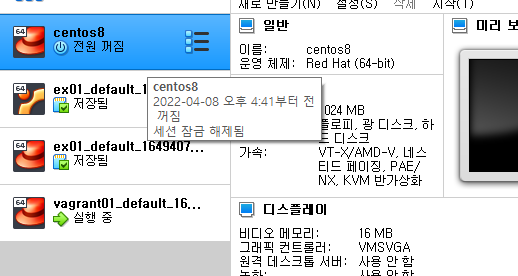 새로 만들기(N) 설정(S) 삭제 시작(T)
centos8
전원 꺼짐
ex01_default_1
저장됨
ex01_default_1649407...
저장됨
vagrant01_default_16...
실행 중
centos8
2022-04-08 오후 4:41부터 전
꺼짐
세션 잠금 해제됨
일반
이름: centos8
운영 체제: Red Hat (64-bit)
024 MB
플로피, 광 디스크, 하
드 디스크
가속: VT-x/AMD-V, 네스
티드 페이징, PAE/
NX, KVM 반가상화
디스플레이
비디오 메모리: 16 MB
그래픽 컨트롤러: VMSVGA
원격 데스크톱 서버: 사용 안 함
녹화: 사용 안 함
미리 보
64
64
64
64